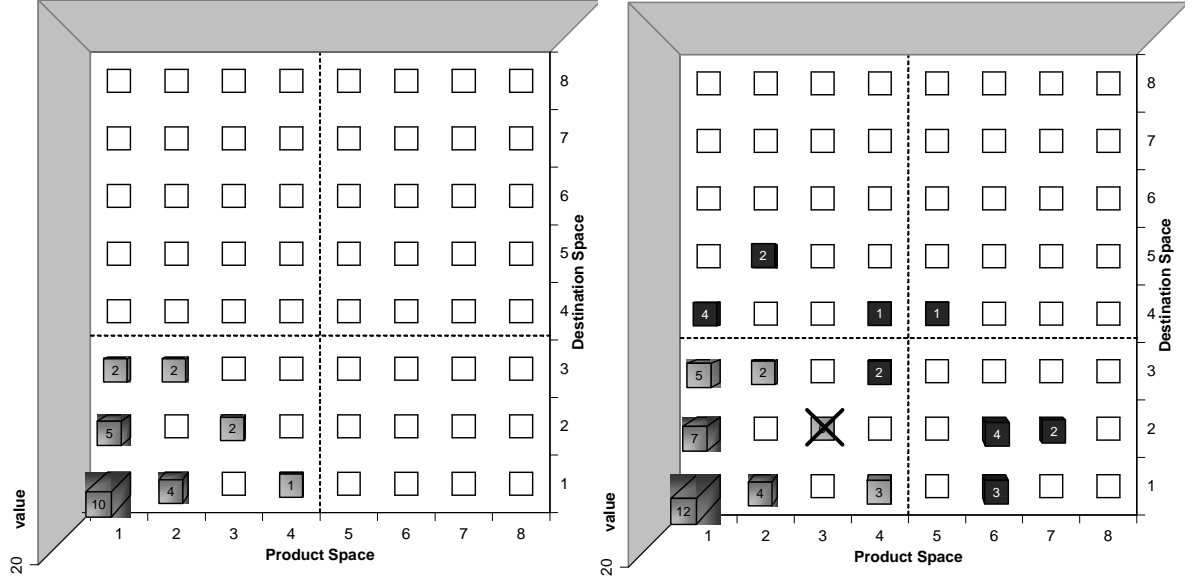 8
7
6
5
4
2 2 3
5 2 2
10 4 1 1
1 2 3 4 5 6 7 8
Product Space
Destination Space
value
20
8
7
6
2 5
4 1 1 4
5 2 2 3
7 4 2 2
12 4 3 3 1
1 2 3 4 5 6 7 8
Product Space
Destination Space
value
20